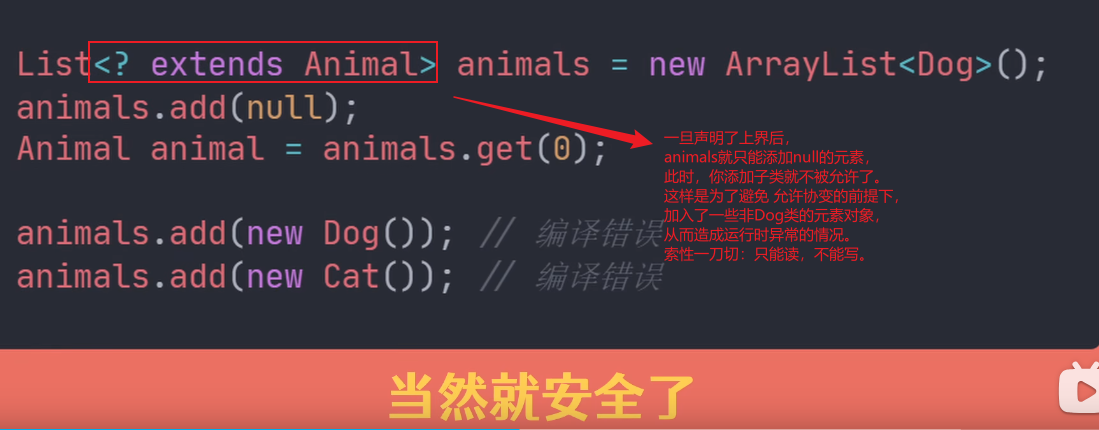 List<? extends Animal> animals = new ArrayList<Dog>();
animals.add(null);
Animal animal = animals.get(0);
一旦声明了上界后，
animals就只能添加null的元素，
此时，你添加子类就不被允许了。
这样是为了避免 允许协变的前提下，
加入了一些非Dog类的元素对象，
从而造成运行时异常的情况。
索性一刀切：只能读，不能写。
animals.add(new Dog()); // 编译错误
animals.add(new Cat()); // 编译错误
当然就安全了